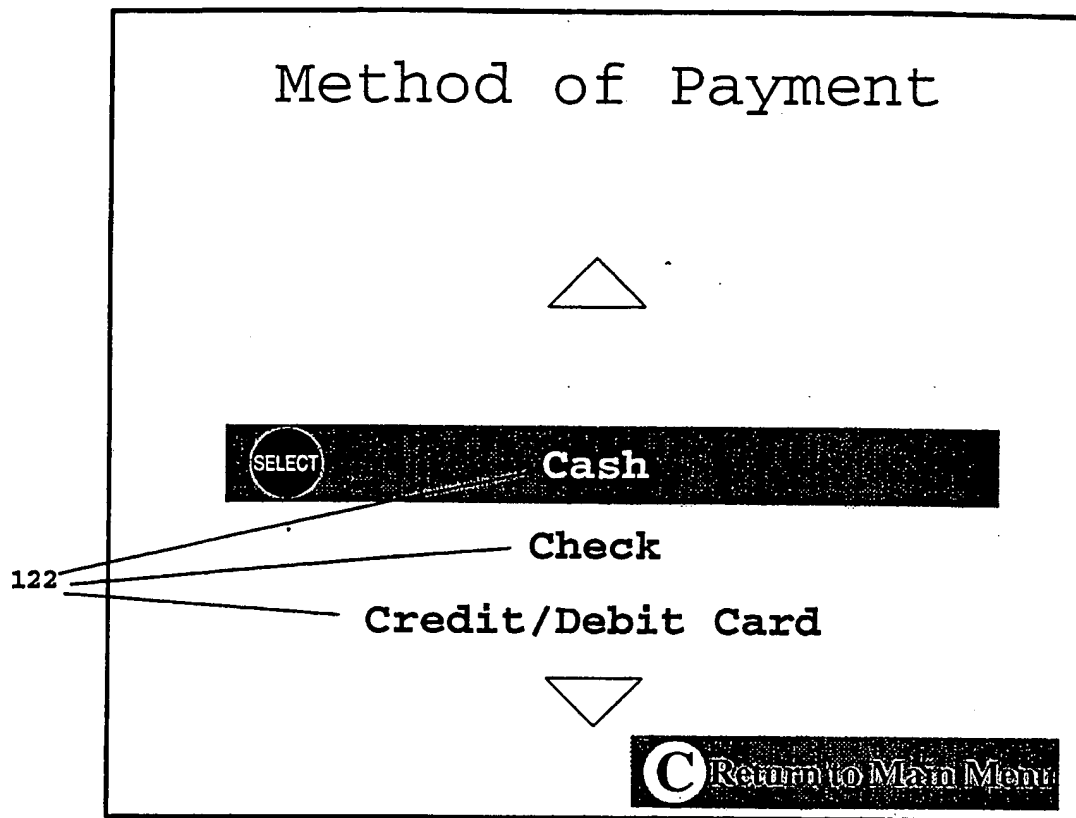 Method of Payment
SELECT Cash
Check
122
Credit/Debit Card
C Return to Main Menu